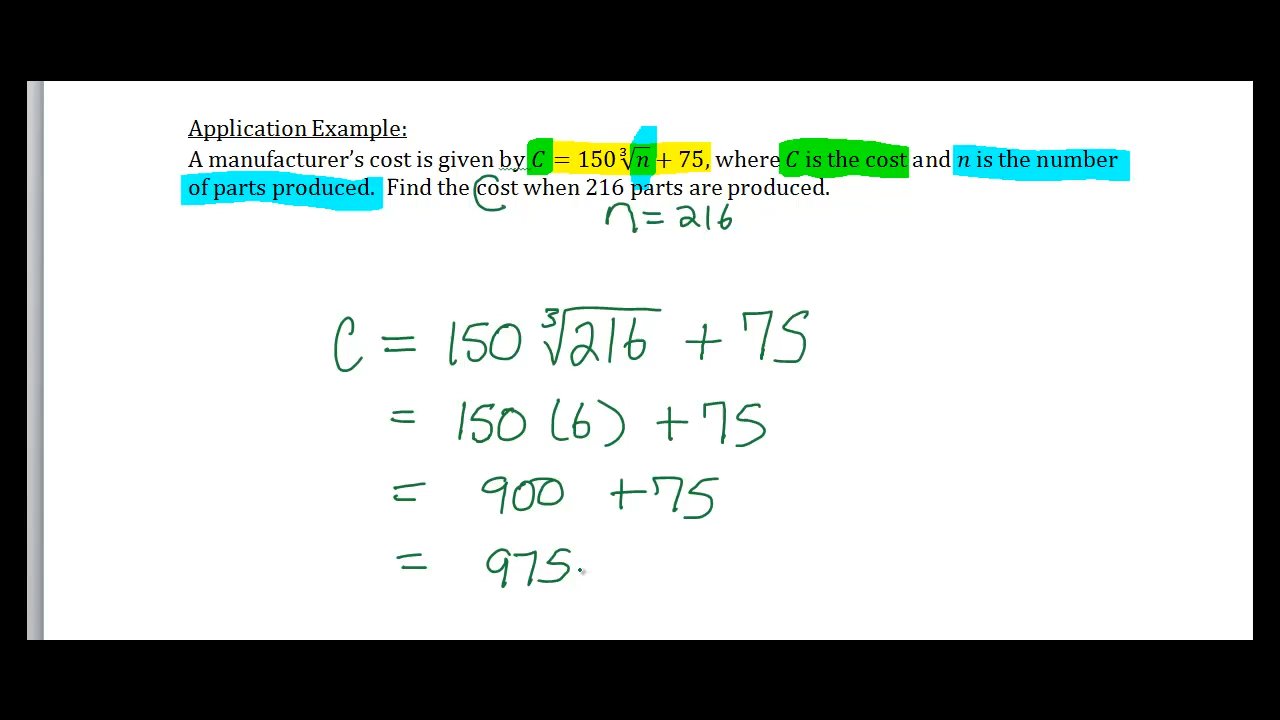 Application Example:
A manufacturer's cost is given by C = 150∛n + 75, where C is the cost and n is the number
of parts produced. Find the cost when 216 parts are produced.
C n = 216
C = 150 ∛216 + 75
= 150 (6) + 75
= 900 + 75
= 975.